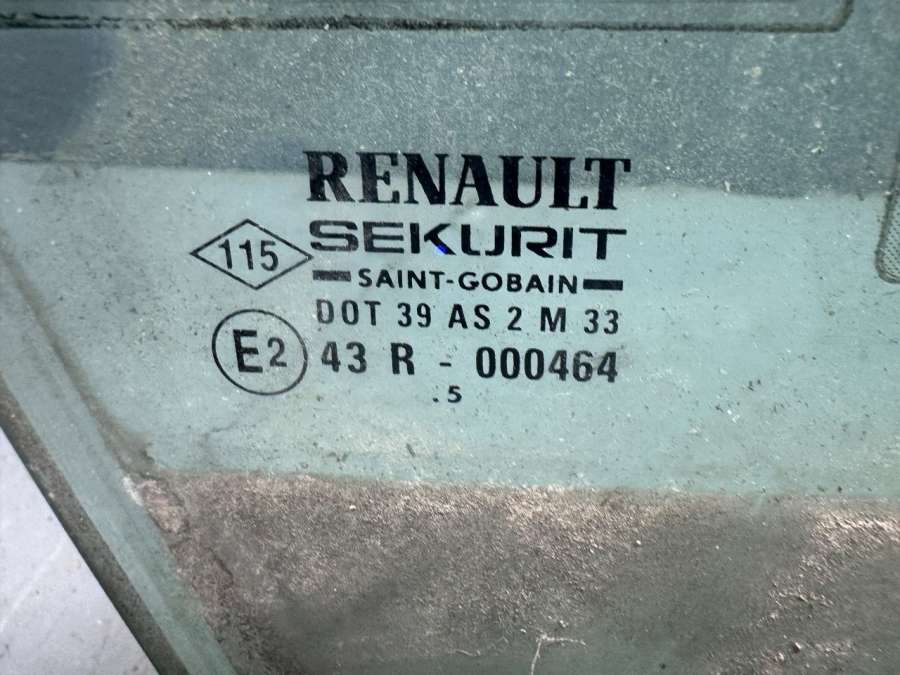 RENAULT
115 SEKURIT
SAINT-GOBAIN
DOT 39 AS 2 M 33
E2 43 R - 000464
. 5